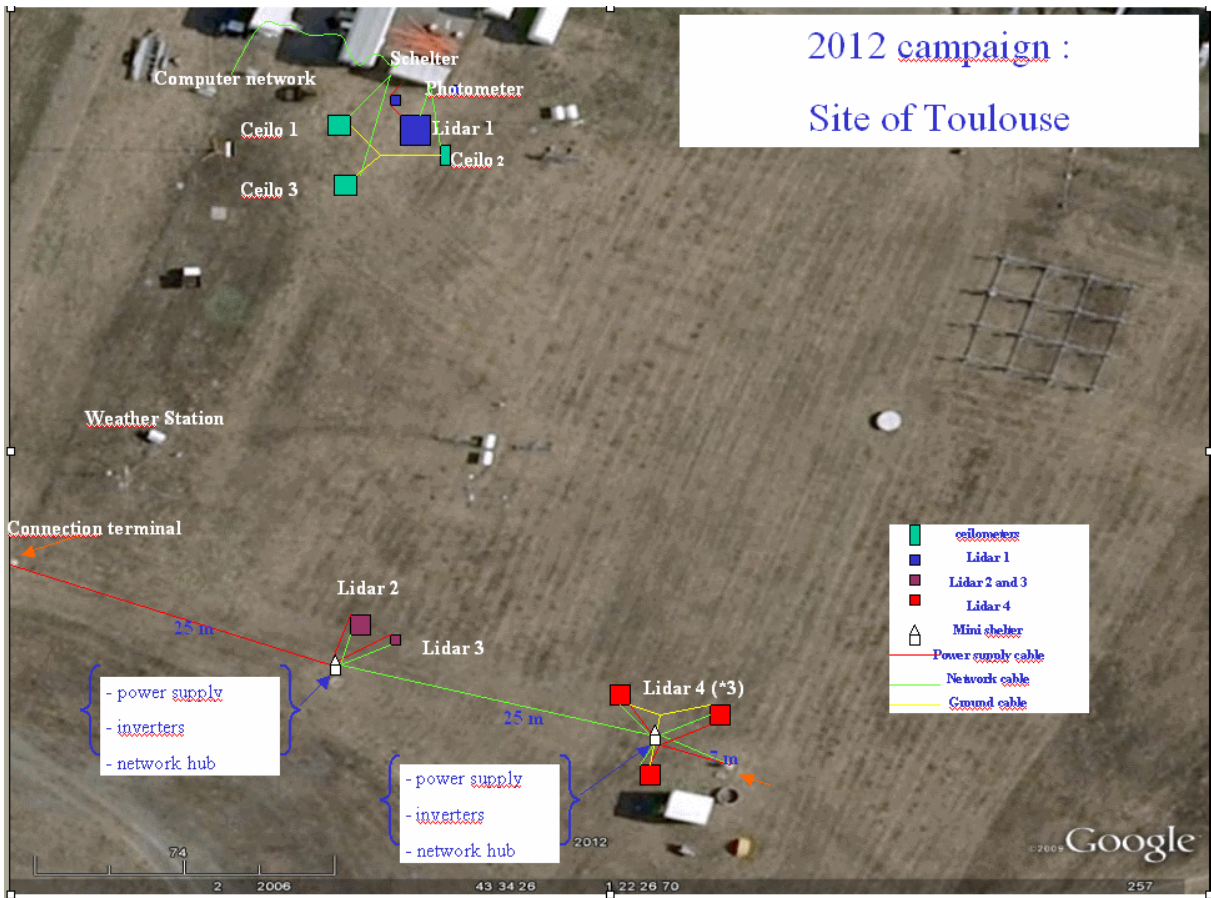 2012 campaign :
Site of Toulouse
Schelter
Computer network
Photometer
Ceilo 1
Lidar 1
Ceilo 2
Ceilo 3
Weather Station
Connection terminal
ceilometers
Lidar 1
Lidar 2 and 3
Lidar 4
Mini shelter
Power supply cable
Network cable
Ground cable
Lidar 2
25 m
Lidar 3
- power supply
- inverters
- network hub
25 m
Lidar 4 (*3)
7 m
- power supply
- inverters
- network hub
2012
©2009 Google
74
2 2006 43 34 26 1 22 26 70 257